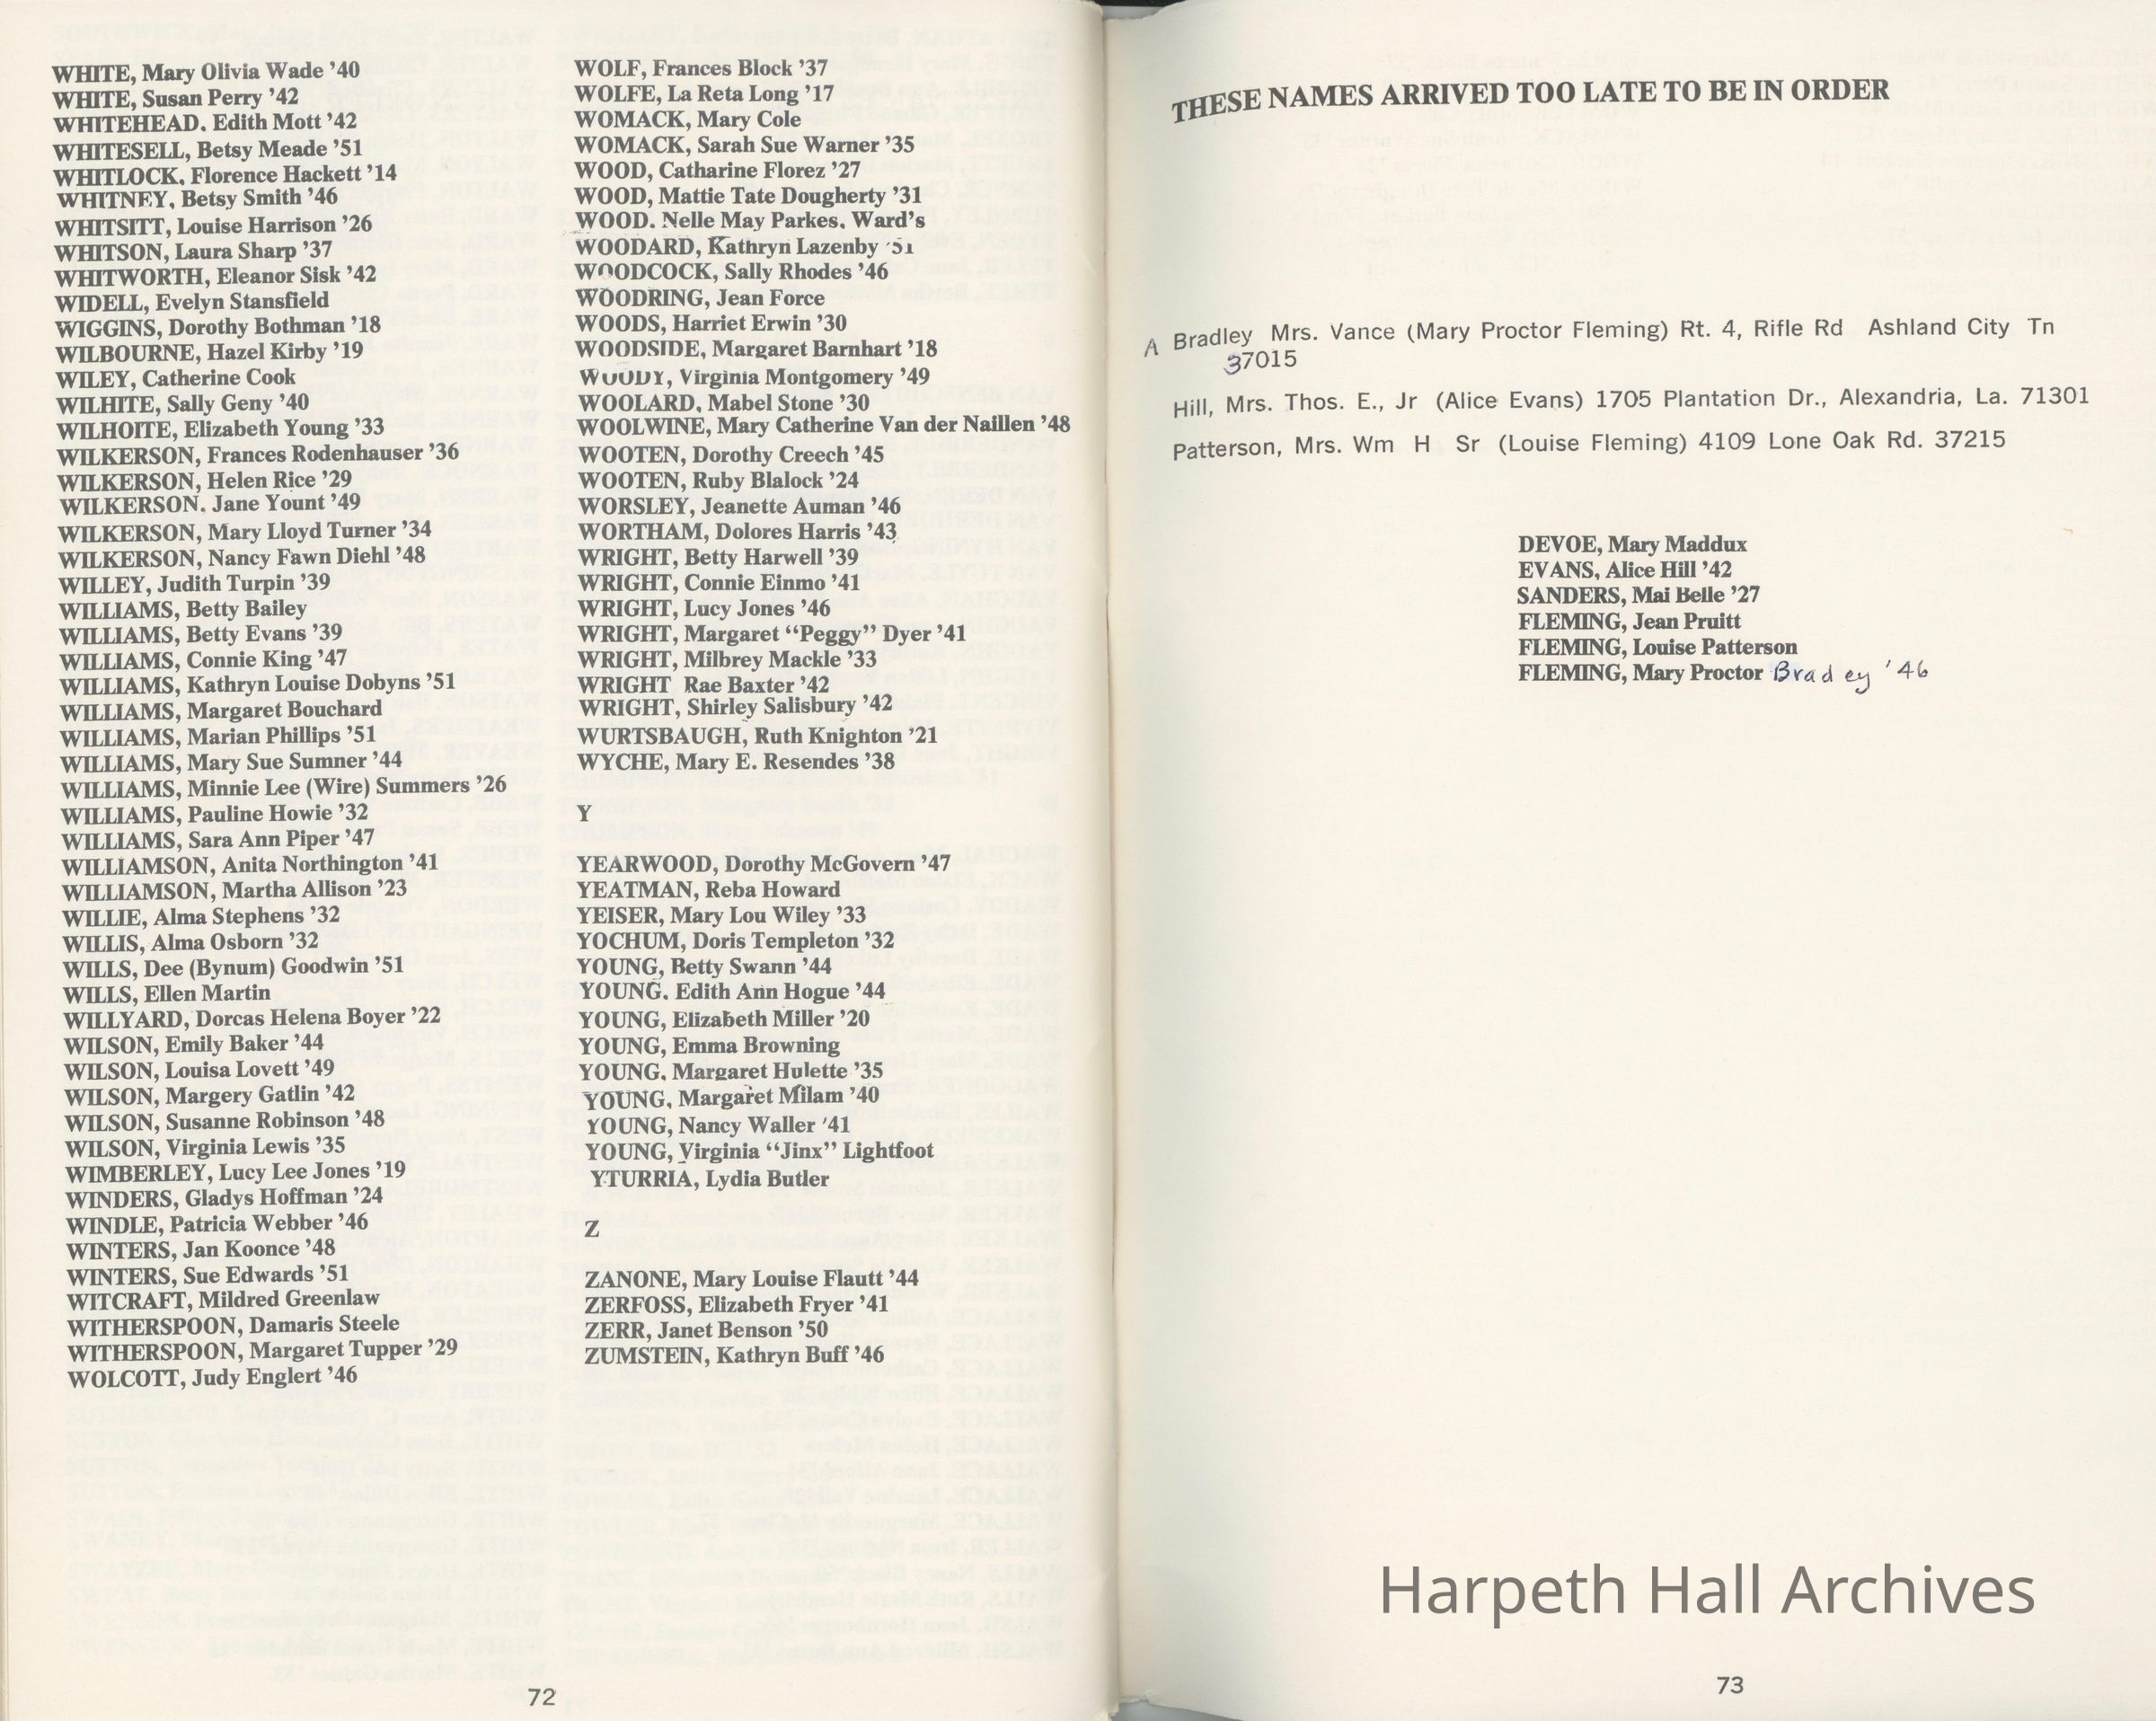 WHITE, Mary Olivia Wade '40
WHITE, Susan Perry '42
WHITEHEAD. Edith Mott '42
WHITESELL, Betsy Meade '51
WHITLOCK. Florence Hackett '14
WHITNEY. Betsy Smith '46
WHITSITT, Louise Harrison '26
WHITSON, Laura Sharp '37
WHITWORTH, Eleanor Sisk '42
WIDELL, Evelyn Stansfield
WIGGINS, Dorothy Bothman '18
WILBOURNE, Hazel Kirby '19
WILEY, Catherine Cook
WILHITE, Sally Geny '40
WILHOITE, Elizabeth Young '33
WILKERSON, Frances Rodenhauser '36
WILKERSON, Helen Rice '29
WILKERSON. Jane Yount '49
WILKERSON, Mary Lloyd Turner '34
WILKERSON, Nancy Fawn Diehl '48
WILLEY, Judith Turpin '39
WILLIAMS, Betty Bailey
WILLIAMS, Betty Evans '39
WILLIAMS, Connie King '47
WILLIAMS, Kathryn Louise Dobyns '51
WILLIAMS, Margaret Bouchard
WILLIAMS, Marian Phillips '51
WILLIAMS, Mary Sue Sumner '44
WILLIAMS, Minnie Lee (Wire) Summers '26
WILLIAMS, Pauline Howie '32
WILLIAMS, Sara Ann Piper '47
WILLIAMSON, Anita Northington '41
WILLIAMSON, Martha Allison '23
WILLIE, Alma Stephens '32
WILLIS, Alma Osborn '32
WILLS, Dee (Bynum) Goodwin '51
WILLS, Ellen Martin
WILLYARD, Dorcas Helena Boyer '22
WILSON, Emily Baker '44
WILSON, Louisa Lovett '49
WILSON, Margery Gatlin '42
WILSON, Susanne Robinson '48
WILSON, Virginia Lewis '35
WIMBERLEY, Lucy Lee Jones '19
WINDERS, Gladys Hoffman '24
WINDLE, Patricia Webber '46
WINTERS, Jan Koonce '48
WINTERS, Sue Edwards '51
WITCRAFT, Mildred Greenlaw
WITHERSPOON, Damaris Steele
WITHERSPOON, Margaret Tupper '29
WOLCOTT, Judy Englert '46
WOLF, Frances Block '37
WOLFE, La Reta Long '17
WOMACK, Mary Cole
WOMACK, Sarah Sue Warner '35
WOOD, Catharine Florez '27
WOOD, Mattie Tate Dougherty '31
WOOD. Nelle May Parkes. Ward's
WOODARD, Kathryn Lazenby '51
WOODCOCK, Sally Rhodes '46
WOODRING, Jean Force
WOODS, Harriet Erwin '30
WOODSIDE, Margaret Barnhart '18
WOODY, Virginia Montgomery '49
WOOLARD. Mabel Stone '30
WOOLWINE, Mary Catherine Van der Naillen '48
WOOTEN, Dorothy Creech '45
WOOTEN, Ruby Blalock '24
WORSLEY, Jeanette Auman '46
WORTHAM, Dolores Harris '43
WRIGHT, Betty Harwell '39
WRIGHT, Connie Einmo '41
WRIGHT, Lucy Jones '46
WRIGHT, Margaret "Peggy" Dyer '41
WRIGHT, Milbrey Mackle '33
WRIGHT Rae Baxter '42
WRIGHT, Shirley Salisbury '42
WURTSBAUGH, Ruth Knighton '21
WYCHE, Mary E. Resendes '38
Y
YEARWOOD, Dorothy McGovern '47
YEATMAN, Reba Howard
YEISER, Mary Lou Wiley '33
YOCHUM, Doris Templeton '32
YOUNG, Betty Swann '44
YOUNG. Edith Ann Hogue '44
YOUNG, Elizabeth Miller '20
YOUNG, Emma Browning
YOUNG. Margaret Hulette '35
YOUNG, Margaret Milam '40
YOUNG, Nancy Waller '41
YOUNG, Virginia "Jinx" Lightfoot
YTURRIA, Lydia Butler
Z
ZANONE, Mary Louise Flautt '44
ZERFOSS, Elizabeth Fryer '41
ZERR, Janet Benson '50
ZUMSTEIN, Kathryn Buff '46
72
THESE NAMES ARRIVED TOO LATE TO BE IN ORDER
A Bradley Mrs. Vance (Mary Proctor Fleming) Rt. 4, Rifle Rd Ashland City Tn
37015
Hill, Mrs. Thos. E., Jr (Alice Evans) 1705 Plantation Dr., Alexandria, La. 71301
Patterson, Mrs. Wm H Sr (Louise Fleming) 4109 Lone Oak Rd. 37215
DEVOE, Mary Maddux
EVANS, Alice Hill '42
SANDERS, Mai Belle '27
FLEMING, Jean Pruitt
FLEMING, Louise Patterson
FLEMING, Mary Proctor Bradley '46
Harpeth Hall Archives
73